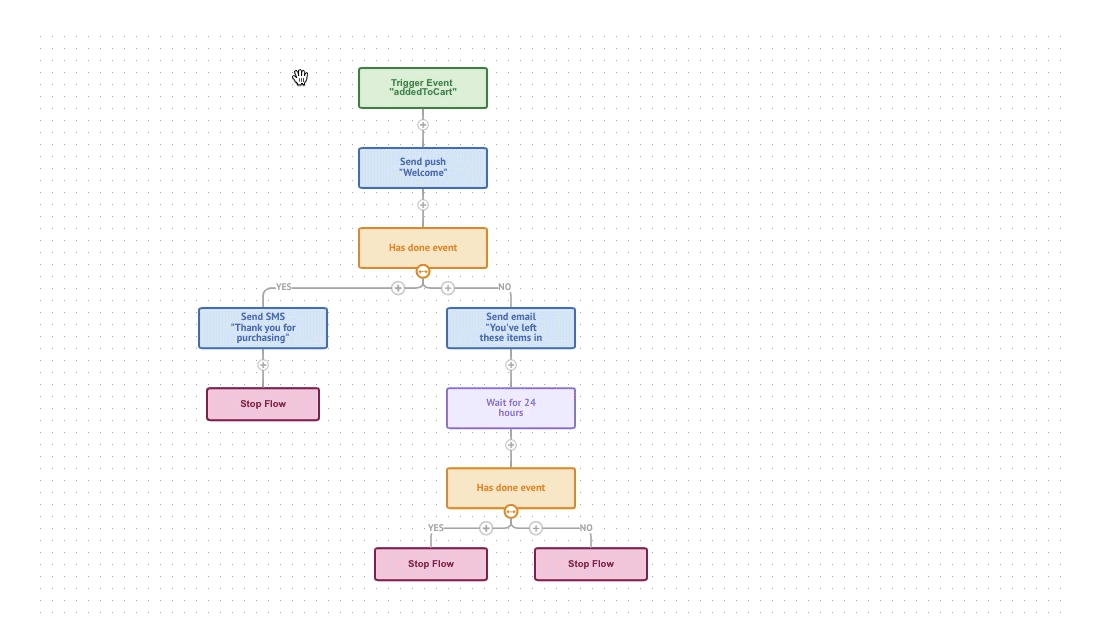 Trigger Event
"addedToCart"
Send push
"Welcome"
Has done event
YES
NO
Send SMS
"Thank you for
purchasing"
Send email
"You've left
these items in
Stop Flow
Wait for 24
hours
Has done event
YES
NO
Stop Flow
Stop Flow